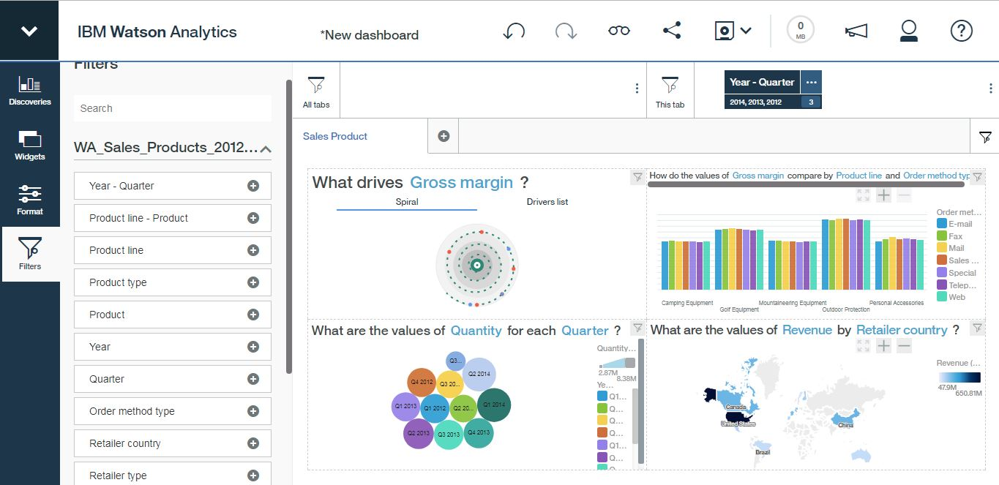 IBM Watson Analytics
*New dashboard
0
MB
?
Discoveries
Widgets
Format
Filters
Filters
Search
WA_Sales_Products_2012...
Year - Quarter
Product line - Product
Product line
Product type
Product
Year
Quarter
Order method type
Retailer country
Retailer type
All tabs
This tab
Year - Quarter ...
2014, 2013, 2012 3
Sales Product
What drives Gross margin ?
Spiral Drivers list
How do the values of Gross margin compare by Product line and Order method typ
Order met...
E-mail
Fax
Mail
Sales ...
Special
Telep...
Web
Camping Equipment
Golf Equipment
Mountaineering Equipment
Outdoor Protection
Personal Accessories
What are the values of Quantity for each Quarter ?
Q3...
Q2 2014
Q4 2012
Q3 20...
Q1 2013
Q1 2012
Q2 20...
Q1 2014
Q2 2013
Q3 2013
Q4 2013
Quantity...
2.87M
8.38M
Ye...
Q1...
Q...
Q...
Q...
Q1...
Q...
What are the values of Revenue by Retailer country ?
Canada
United States
China
Brazil
Revenue (...
47.9M
650.81M